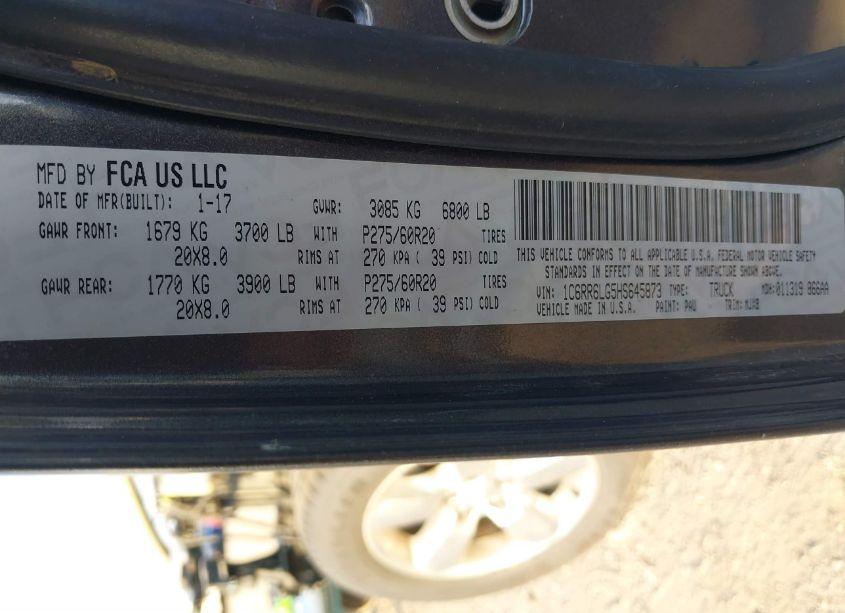 MFD BY FCA US LLC
DATE OF MFR(BUILT): 1-17 GVWR: 3085 KG 6800 LB
GAWR FRONT: 1679 KG 3700 LB WITH P275/60R20 TIRES
20X8.0 RIMS AT 270 KPA ( 39 PSI) COLD
GAWR REAR: 1770 KG 3900 LB WITH P275/60R20 TIRES
20X8.0 RIMS AT 270 KPA ( 39 PSI) COLD
THIS VEHICLE CONFORMS TO ALL APPLICABLE U.S.A. FEDERAL MOTOR VEHICLE SAFETY
STANDARDS IN EFFECT ON THE DATE OF MANUFACTURE SHOWN ABOVE.
VIN: 1C6RR6LG5HS645873 TYPE: TRUCK MDH: 011319 866AA
VEHICLE MADE IN U.S.A. PAINT: PAU TRIM: